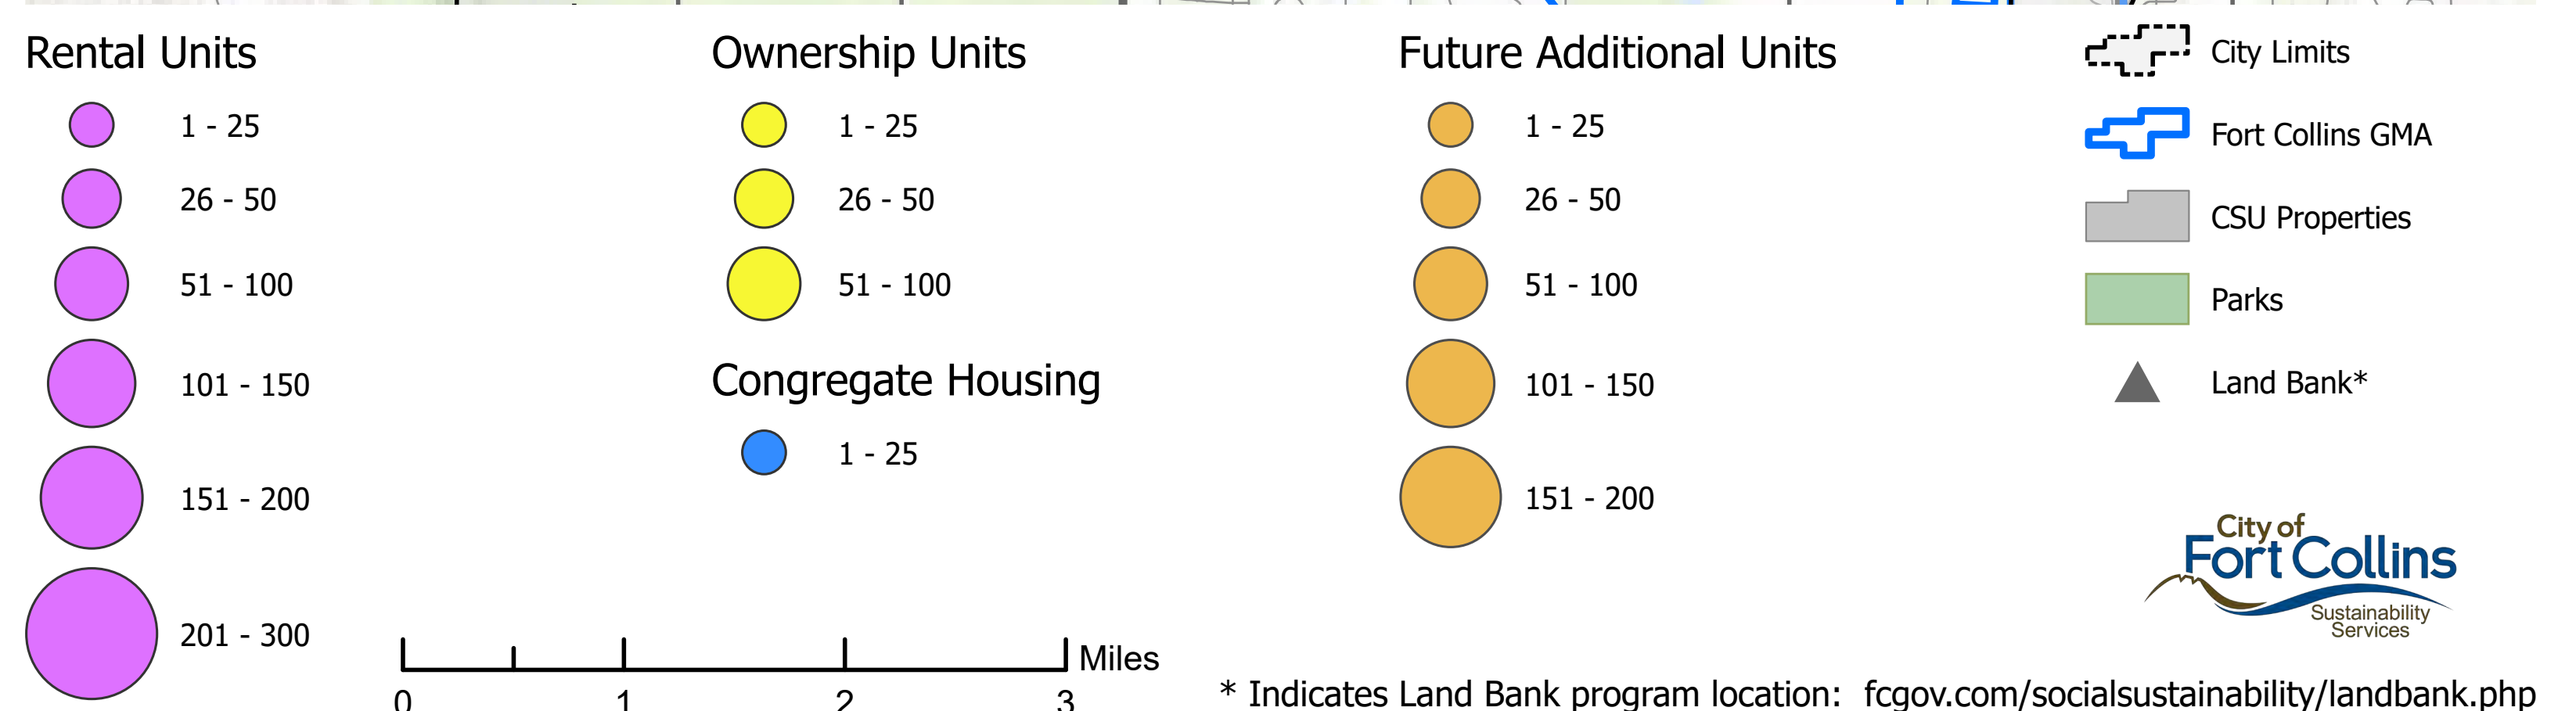 Rental Units
1 - 25
26 - 50
51 - 100
101 - 150
151 - 200
201 - 300
Ownership Units
1 - 25
26 - 50
51 - 100
Congregate Housing
1 - 25
Future Additional Units
1 - 25
26 - 50
51 - 100
101 - 150
151 - 200
City Limits
Fort Collins GMA
CSU Properties
Parks
Land Bank*
City of
Fort Collins
Sustainability
Services
Miles
0 1 2 3
* Indicates Land Bank program location: fcgov.com/socialsustainability/landbank.php